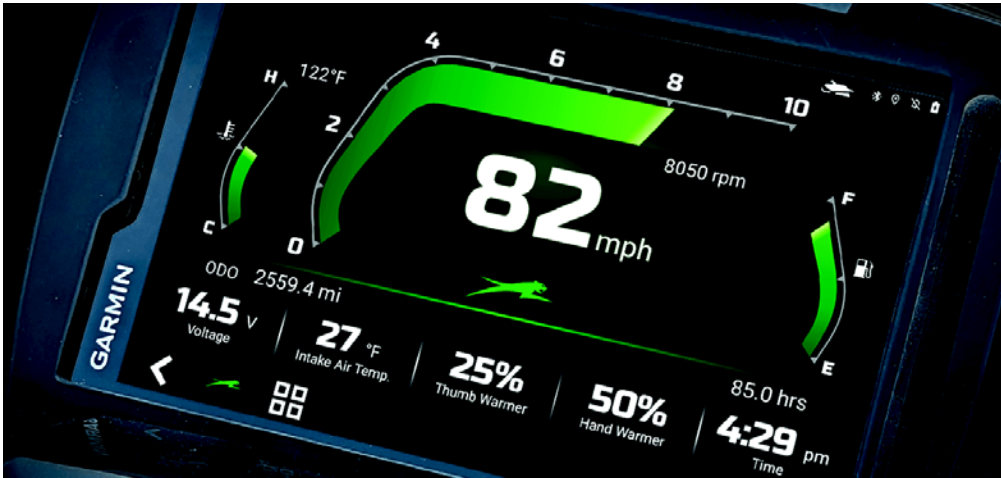 4
6
8
10
H
122°F
2
8050 rpm
82 mph
F
C
0
ODO 2559.4 mi
E
GARMIN
14.5 V
Voltage
27 °F
Intake Air Temp.
25%
Thumb Warmer
50%
Hand Warmer
85.0 hrs
4:29 pm
Time